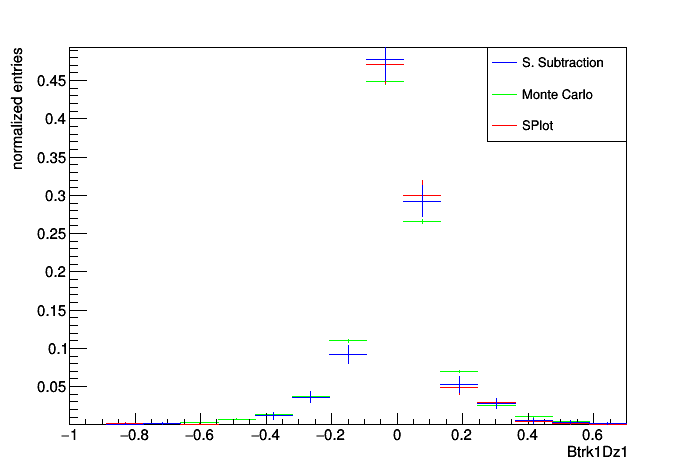 normalized entries
0.45
0.4
0.35
0.3
0.25
0.2
0.15
0.1
0.05
S. Subtraction
Monte Carlo
SPlot
−1 −0.8 −0.6 −0.4 −0.2 0 0.2 0.4 0.6
Btrk1Dz1